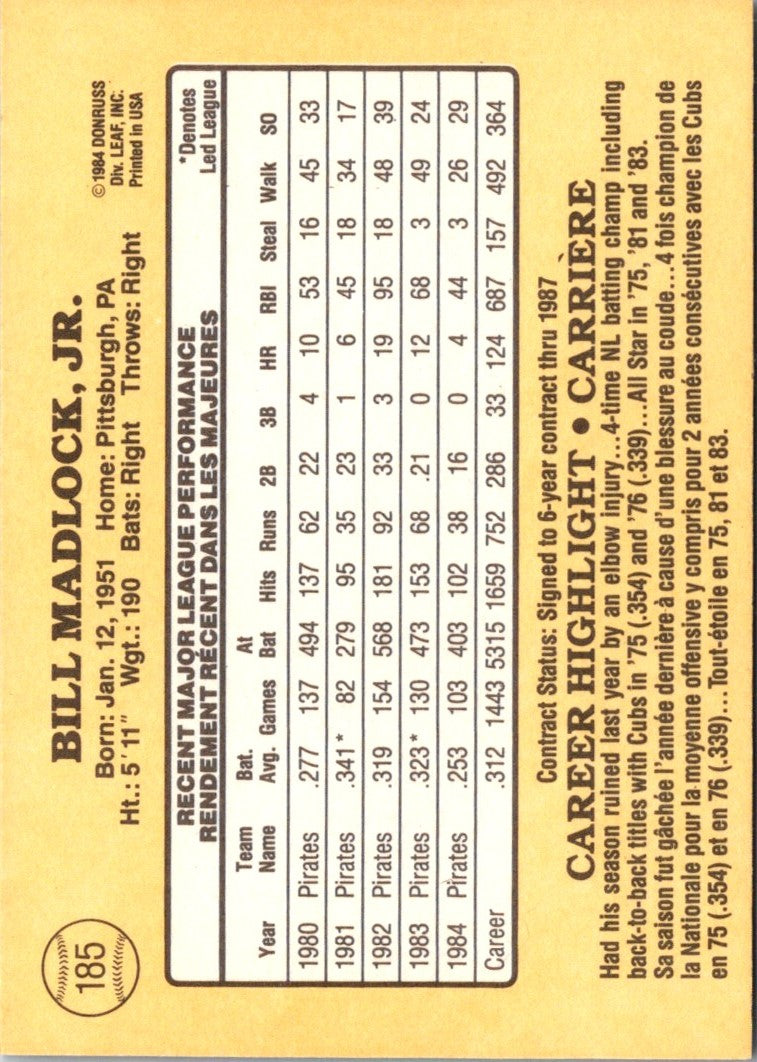 185
BILL MADLOCK, JR.
Born: Jan. 12, 1951 Home: Pittsburgh, PA
Ht.: 5'11" Wgt.: 190 Bats: Right Throws: Right
© 1984 DONRUSS
Div. LEAF, INC.
Printed in USA
RECENT MAJOR LEAGUE PERFORMANCE
RENDEMENT RÉCENT DANS LES MAJEURES
*Denotes
Led League
Year Team Name Bat. Avg. Games At Bat Hits Runs 2B 3B HR RBI Steal Walk SO
1980 Pirates .277 137 494 137 62 22 4 10 53 16 45 33
1981 Pirates .341* 82 279 95 35 23 1 6 45 18 34 17
1982 Pirates .319 154 568 181 92 33 3 19 95 18 48 39
1983 Pirates .323* 130 473 153 68 .21 0 12 68 3 49 24
1984 Pirates .253 103 403 102 38 16 0 4 44 3 26 29
Career .312 1443 5315 1659 752 286 33 124 687 157 492 364
Contract Status: Signed to 6-year contract thru 1987
CAREER HIGHLIGHT • CARRIÈRE
Had his season ruined last year by an elbow injury...4-time NL batting champ including
back-to-back titles with Cubs in '75 (.354) and '76 (.339)...All Star in '75, '81 and '83.
Sa saison fut gâchée l'année dernière à cause d'une blessure au coude...4 fois champion de
la Nationale pour la moyenne offensive y compris pour 2 années consécutives avec les Cubs
en 75 (.354) et en 76 (.339)...Tout-étoile en 75, 81 et 83.